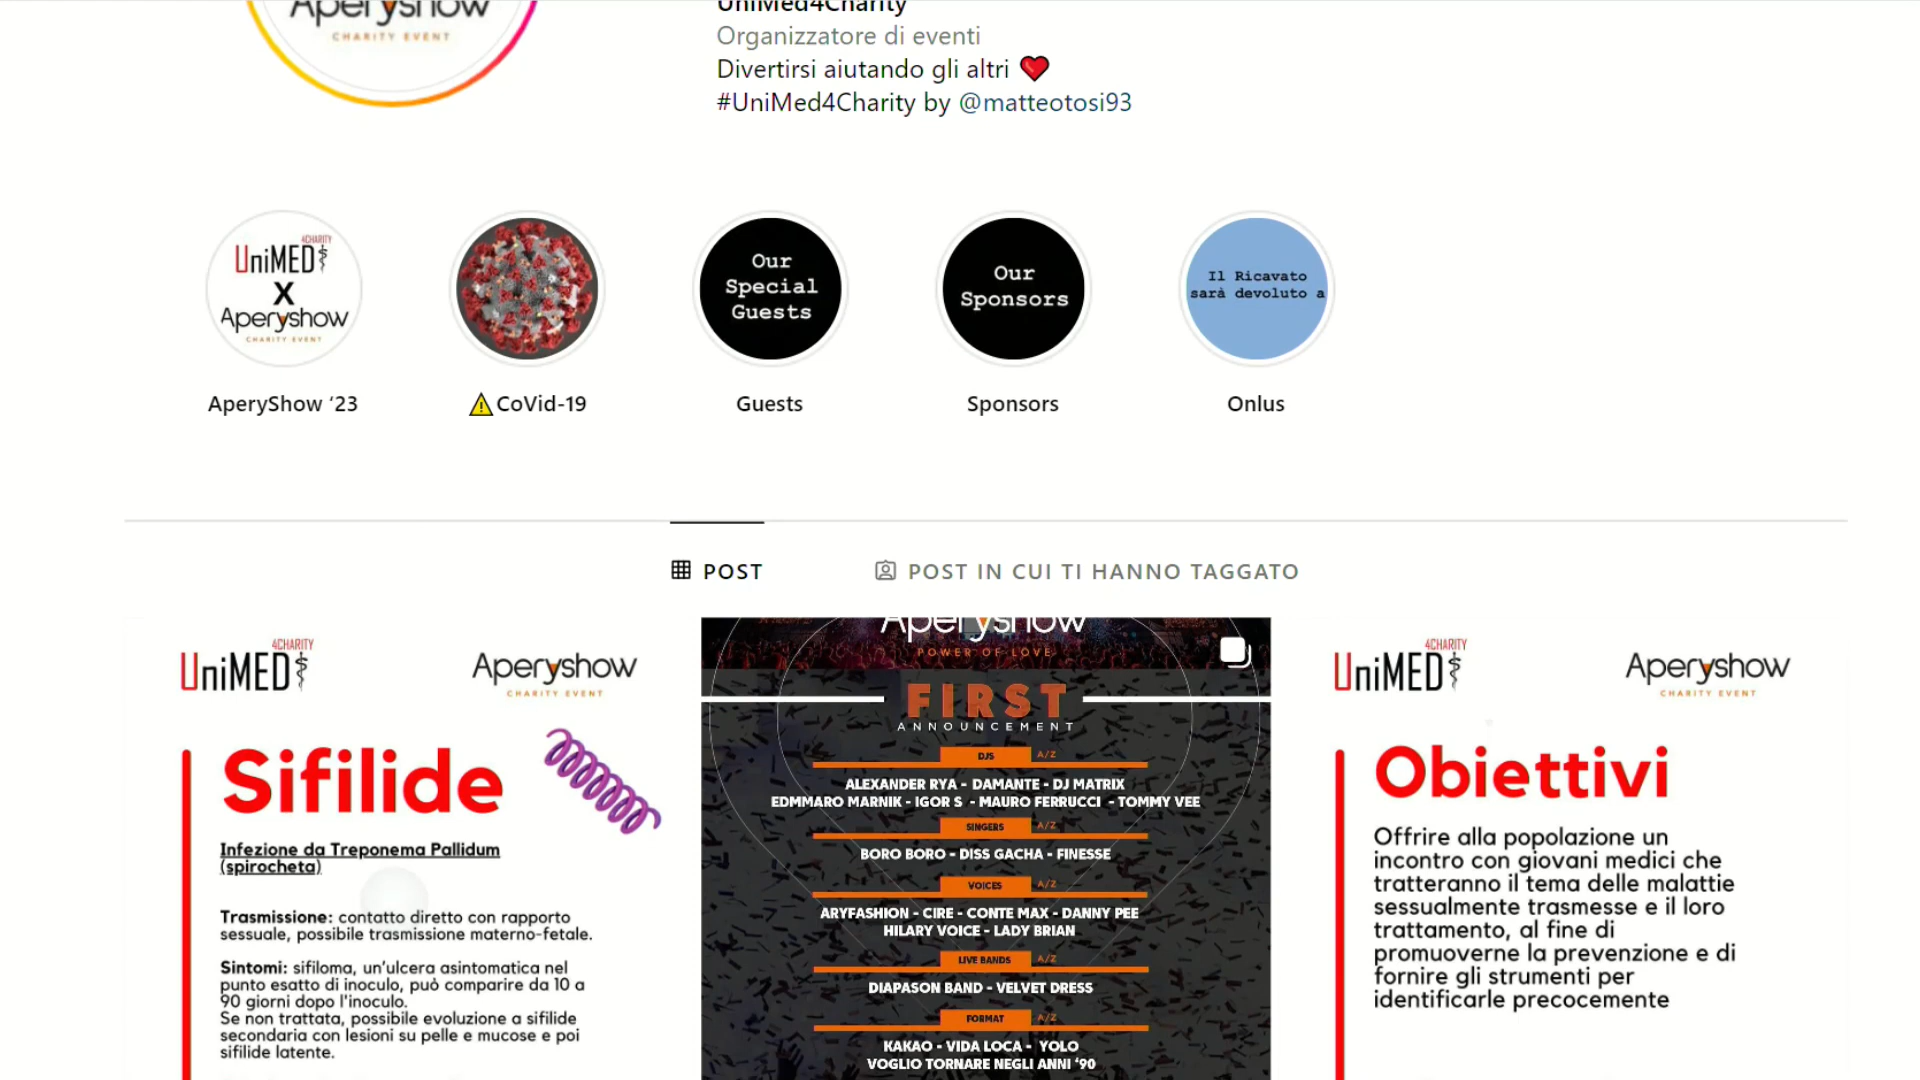 Aperyshow
CHARITY EVENT
UniMed4Charity
Organizzatore di eventi
Divertirsi aiutando gli altri ❤️
#UniMed4Charity by @matteotosi93
4CHARITY
UniMED
X
Aperyshow
CHARITY EVENT
Our
Special
Guests
Our
Sponsors
Il Ricavato
sarà devoluto a
AperyShow ‘23
⚠️CoVid-19
Guests
Sponsors
Onlus
POST
POST IN CUI TI HANNO TAGGATO
4CHARITY
UniMED
Aperyshow
CHARITY EVENT
Sifilide
Infezione da Treponema Pallidum
(spirocheta)
Trasmissione: contatto diretto con rapporto
sessuale, possibile trasmissione materno-fetale.
Sintomi: sifiloma, un’ulcera asintomatica nel
punto esatto di inoculo, può comparire da 10 a
90 giorni dopo l'inoculo.
Se non trattata, possibile evoluzione a sifilide
secondaria con lesioni su pelle e mucose e poi
sifilide latente.
Aperyshow
POWER OF LOVE
FIRST
ANNOUNCEMENT
DJS A/Z
ALEXANDER RYA - DAMANTE - DJ MATRIX
EDMMARO MARNIK - IGOR S - MAURO FERRUCCI - TOMMY VEE
SINGERS A/Z
BORO BORO - DISS GACHA - FINESSE
VOICES A/Z
ARYFASHION - CIRE - CONTE MAX - DANNY PEE
HILARY VOICE - LADY BRIAN
LIVE BANDS A/Z
DIAPASON BAND - VELVET DRESS
FORMAT A/Z
KAKAO - VIDA LOCA - YOLO
VOGLIO TORNARE NEGLI ANNI ‘90
4CHARITY
UniMED
Aperyshow
CHARITY EVENT
Obiettivi
Offrire alla popolazione un
incontro con giovani medici che
tratteranno il tema delle malattie
sessualmente trasmesse e il loro
trattamento, al fine di
promuoverne la prevenzione e di
fornire gli strumenti per
identificarle precocemente